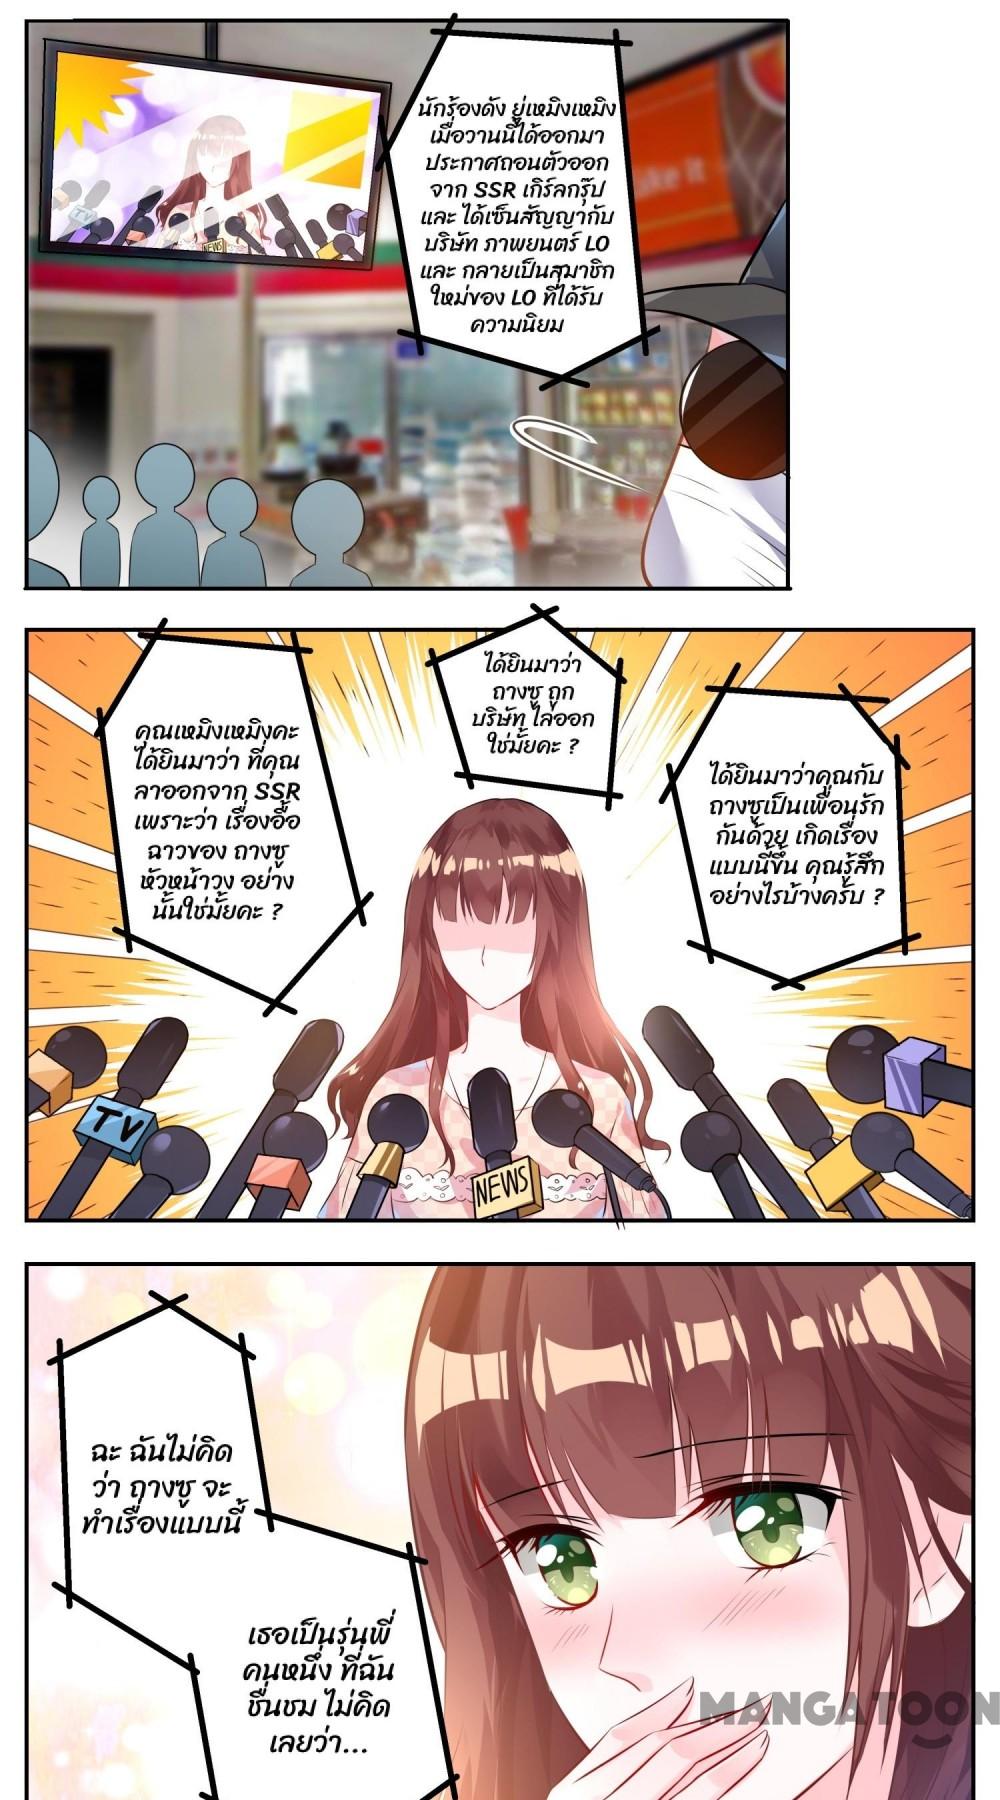 นักร้องดัง ยู่เหมิงเหมิง
เมื่อวานนี้ได้ออกมา
ประกาศถอนตัวออก
จาก SSR เกิร์ลกรุ๊ป
และ ได้เซ็นสัญญากับ
บริษัท ภาพยนตร์ LO
และ กลายเป็นสมาชิก
ใหม่ของ LO ที่ได้รับ
ความนิยม
TV
NEWS
ได้ยินมาว่า
ถางซู ถูก
บริษัท ไล่ออก
ใช่มั้ยคะ ?
คุณเหมิงเหมิงคะ
ได้ยินมาว่า ที่คุณ
ลาออกจาก SSR
เพราะว่า เรื่องอื้อ
ฉาวของ ถางซู
หัวหน้าวง อย่าง
นั้นใช่มั้ยคะ ?
ได้ยินมาว่าคุณกับ
ถางซูเป็นเพื่อนรัก
กันด้วย เกิดเรื่อง
แบบนี้ขึ้น คุณรู้สึก
อย่างไรบ้างครับ ?
TV
NEWS
ฉะ ฉันไม่คิด
ว่า ถางซู จะ
ทำเรื่องแบบนี้
เธอเป็นรุ่นพี่
คนหนึ่ง ที่ฉัน
ชื่นชม ไม่คิด
เลยว่า...
MANGATOON